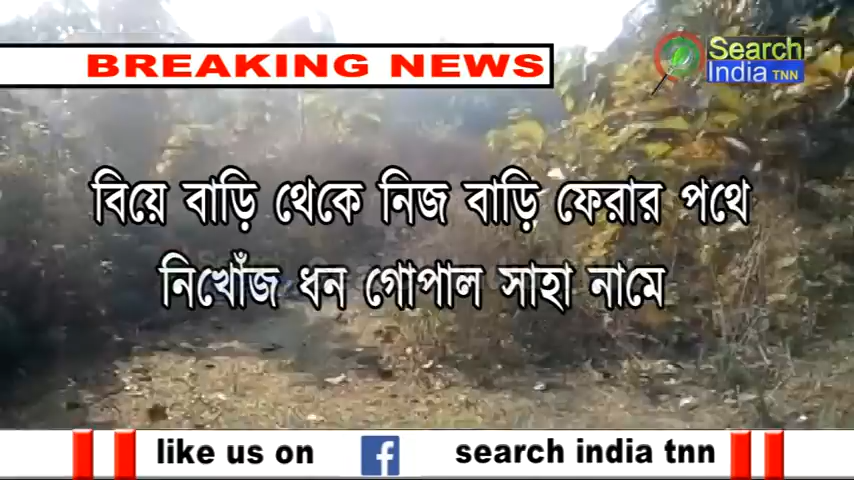 BREAKING NEWS
Search
India TNN
বিয়ে বাড়ি থেকে নিজ বাড়ি ফেরার পথে
নিখোঁজ ধন গোপাল সাহা নামে
like us on
search india tnn